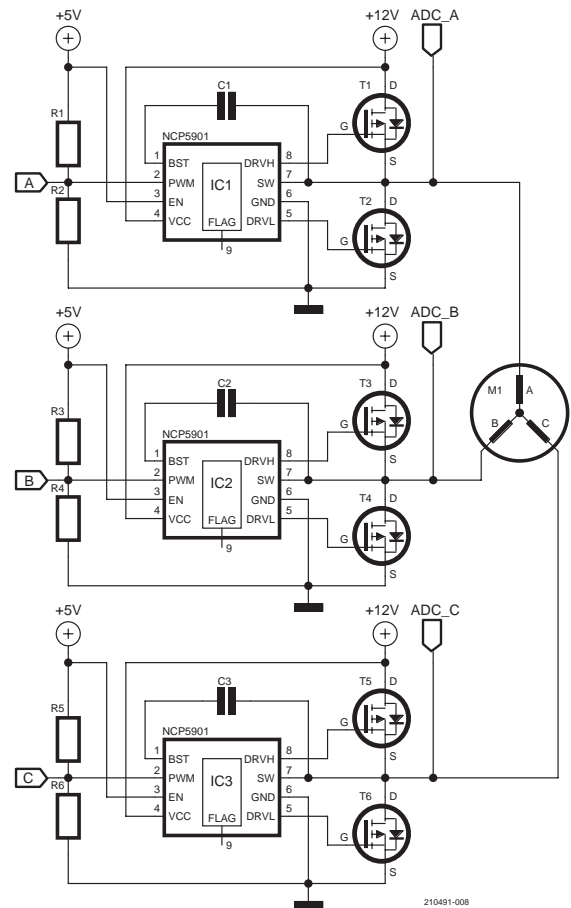 +5V
+12V ADC_A
C1
T1 D
R1
NCP5901
G
1 BST DRVH 8
A
2 PWM IC1 SW 7
S
R2
3 EN GND 6
T2 D
4 VCC FLAG DRVL 5
G
9
S
+5V
+12V ADC_B
C2
T3 D
M1 A
B C
R3
NCP5901
G
1 BST DRVH 8
B
2 PWM IC2 SW 7
S
R4
3 EN GND 6
T4 D
4 VCC FLAG DRVL 5
G
9
S
+5V
+12V ADC_C
C3
T5 D
R5
NCP5901
G
1 BST DRVH 8
C
2 PWM IC3 SW 7
S
R6
3 EN GND 6
T6 D
4 VCC FLAG DRVL 5
G
9
S
210491-008